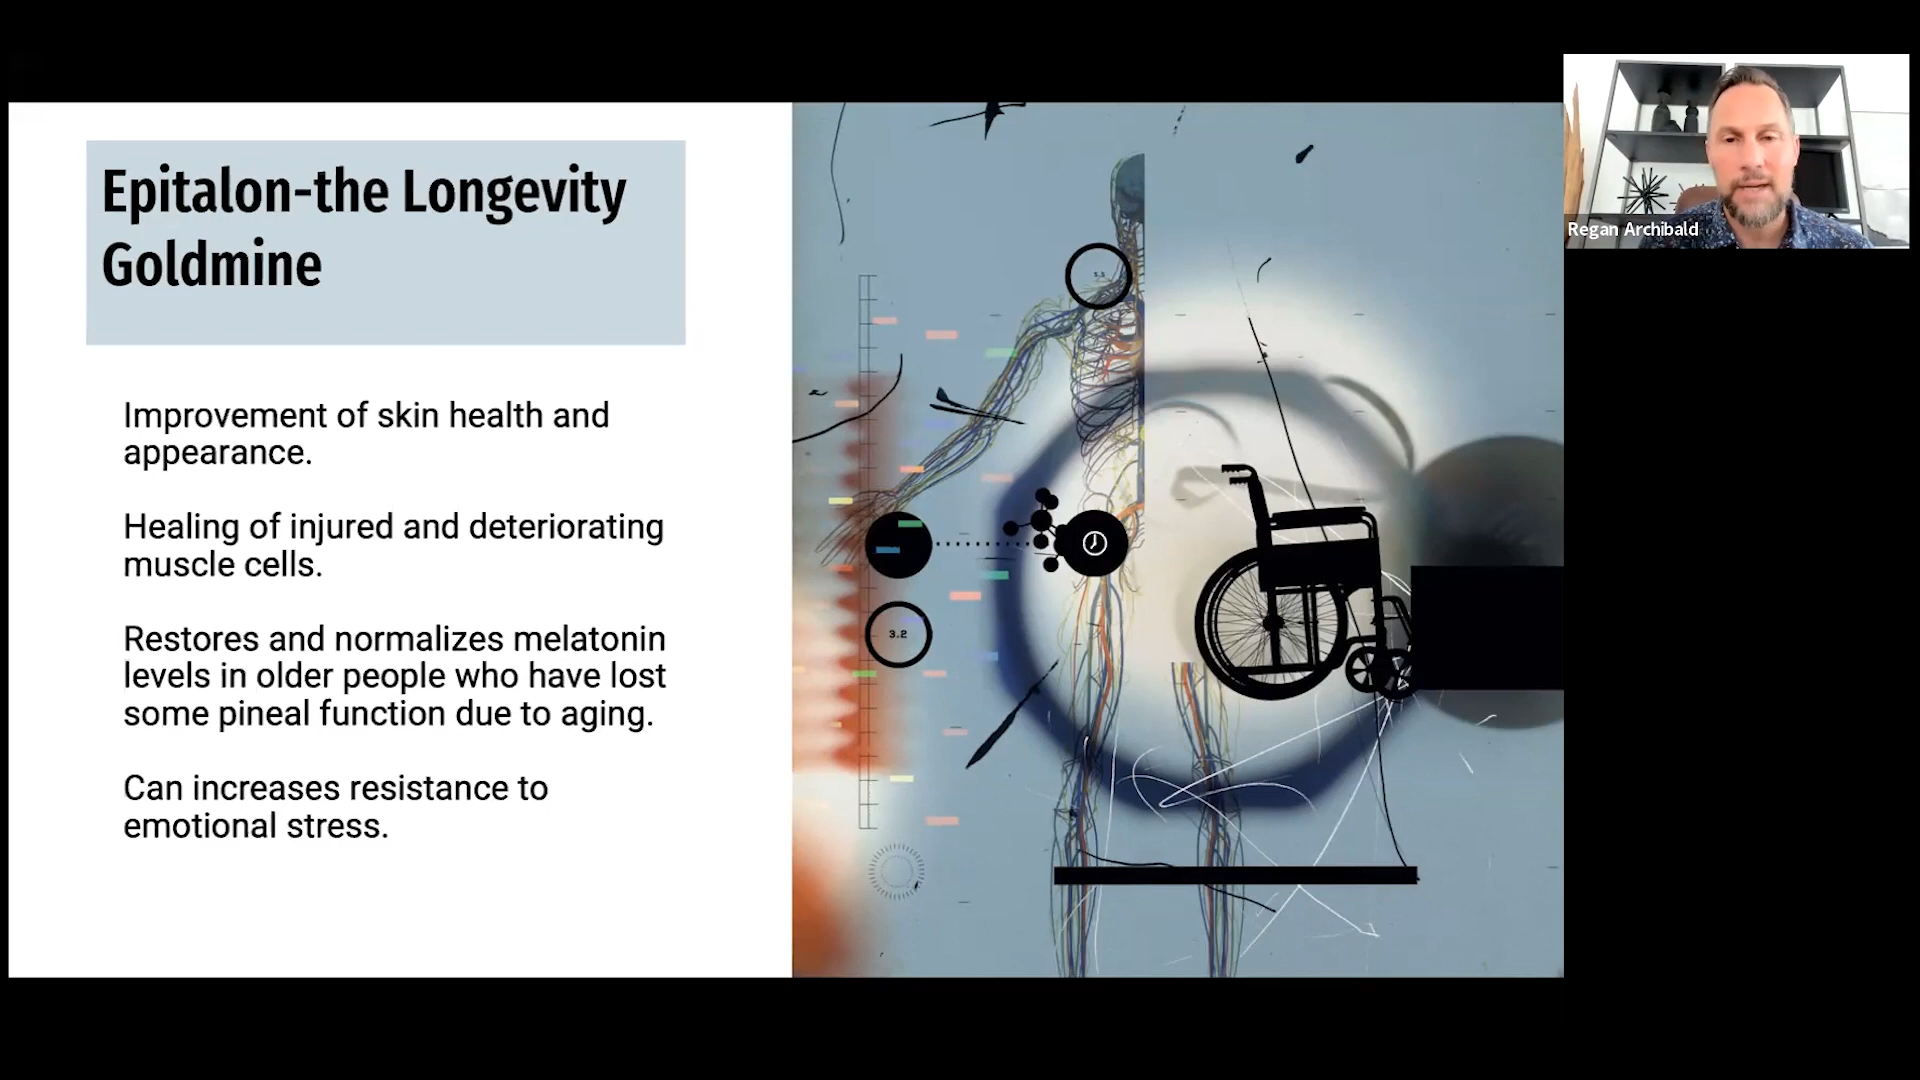 Epitalon-the Longevity
Goldmine
Improvement of skin health and
appearance.
Healing of injured and deteriorating
muscle cells.
Restores and normalizes melatonin
levels in older people who have lost
some pineal function due to aging.
Can increases resistance to
emotional stress.
3.2
Regan Archibald